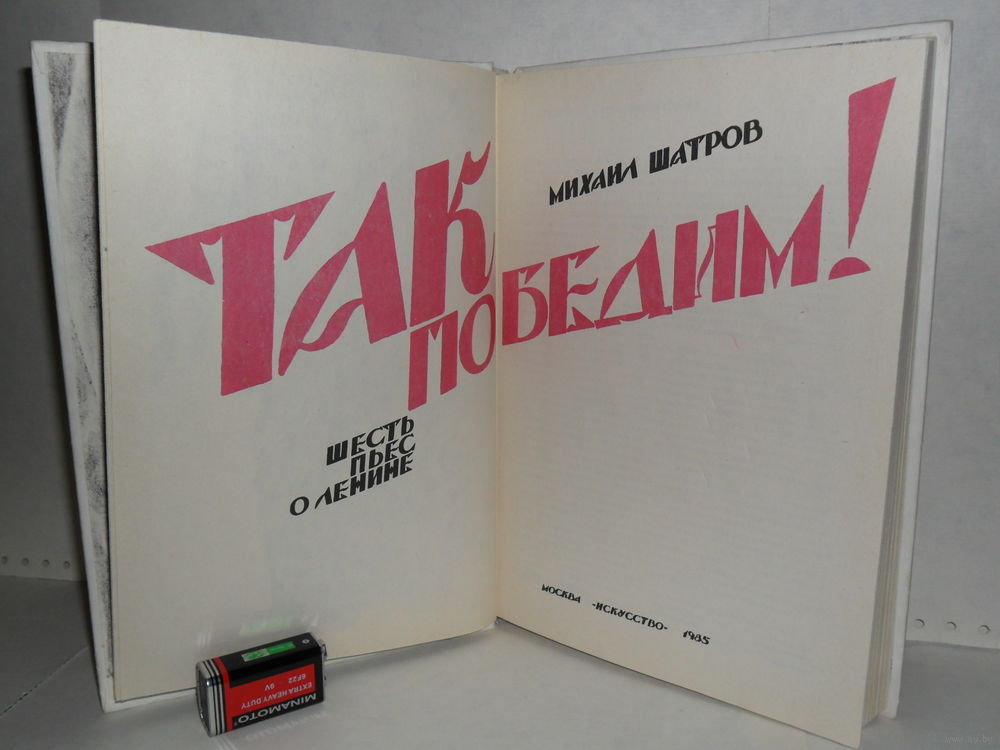 МИХАИЛ ШАТРОВ
ТАК
ПОБЕДИМ!
ШЕСТЬ
ПЬЕС
О ЛЕНИНЕ
МОСКВА «ИСКУССТВО» 1985
MINAMOTO
EXTRA HEAVY DUTY
6F22 9V